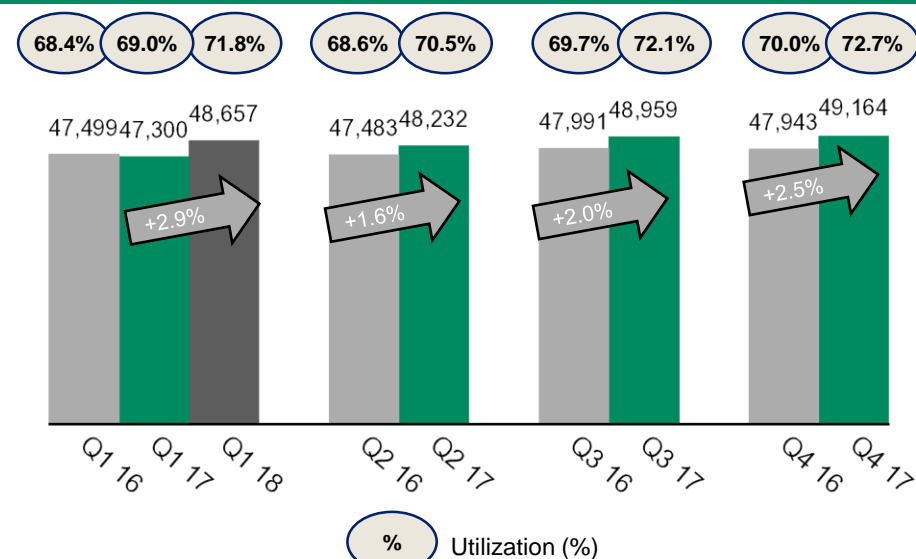 68.4% 69.0% 71.8% 68.6% 70.5% 69.7% 72.1% 70.0% 72.7%
47,499 47,300 48,657 47,483 48,232 47,991 48,959 47,943 49,164
+2.9% +1.6% +2.0% +2.5%
Q1 16 Q1 17 Q1 18 Q2 16 Q2 17 Q3 16 Q3 17 Q4 16 Q4 17
% Utilization (%)